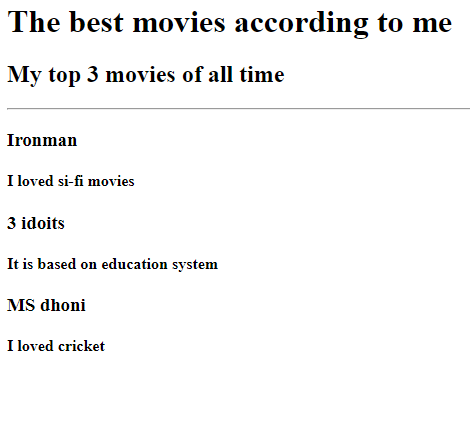 The best movies according to me
My top 3 movies of all time
Ironman
I loved si-fi movies
3 idoits
It is based on education system
MS dhoni
I loved cricket